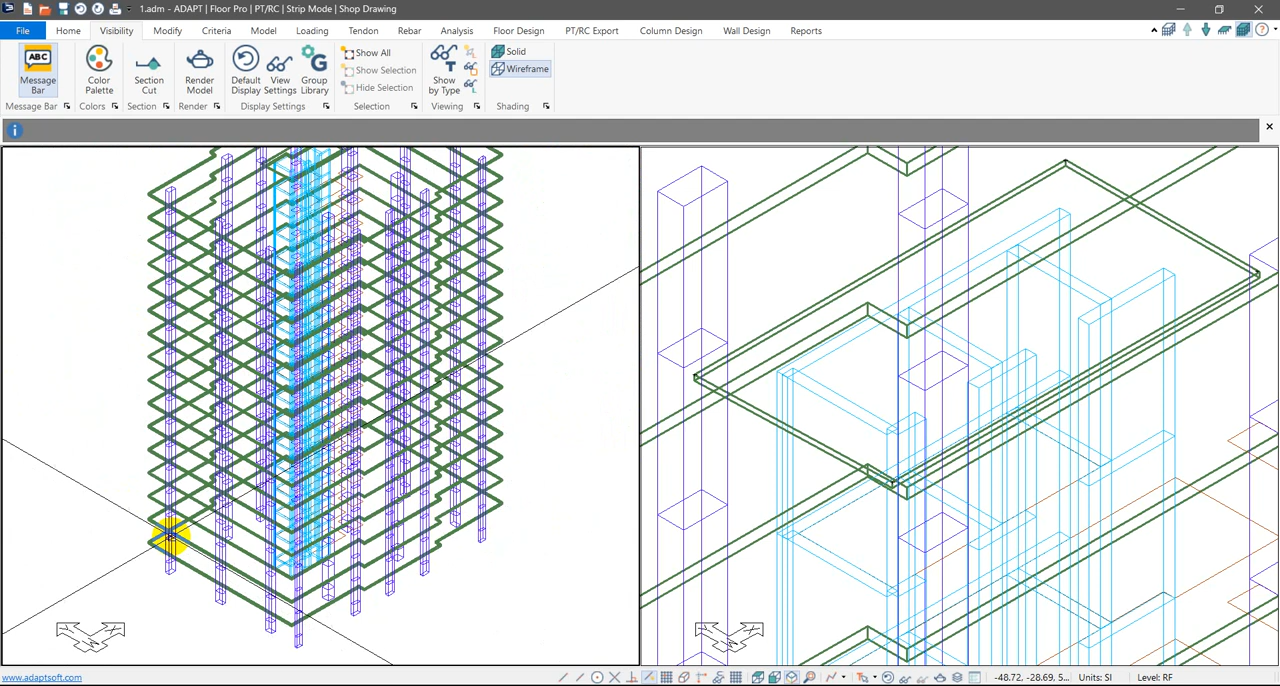 1.adm - ADAPT | Floor Pro | PT/RC | Strip Mode | Shop Drawing
File Home Visibility Modify Criteria Model Loading Tendon Rebar Analysis Floor Design PT/RC Export Column Design Wall Design Reports
ABC
Message Bar
Color Palette
Section Cut
Render Model
Default Display
View Settings
Group Library
Show All
Show Selection
Hide Selection
Show by Type
Solid
Wireframe
Message Bar Colors Section Render Display Settings Selection Viewing Shading
www.adaptsoft.com
-48.72, -28.69, 5... Units: SI Level: RF